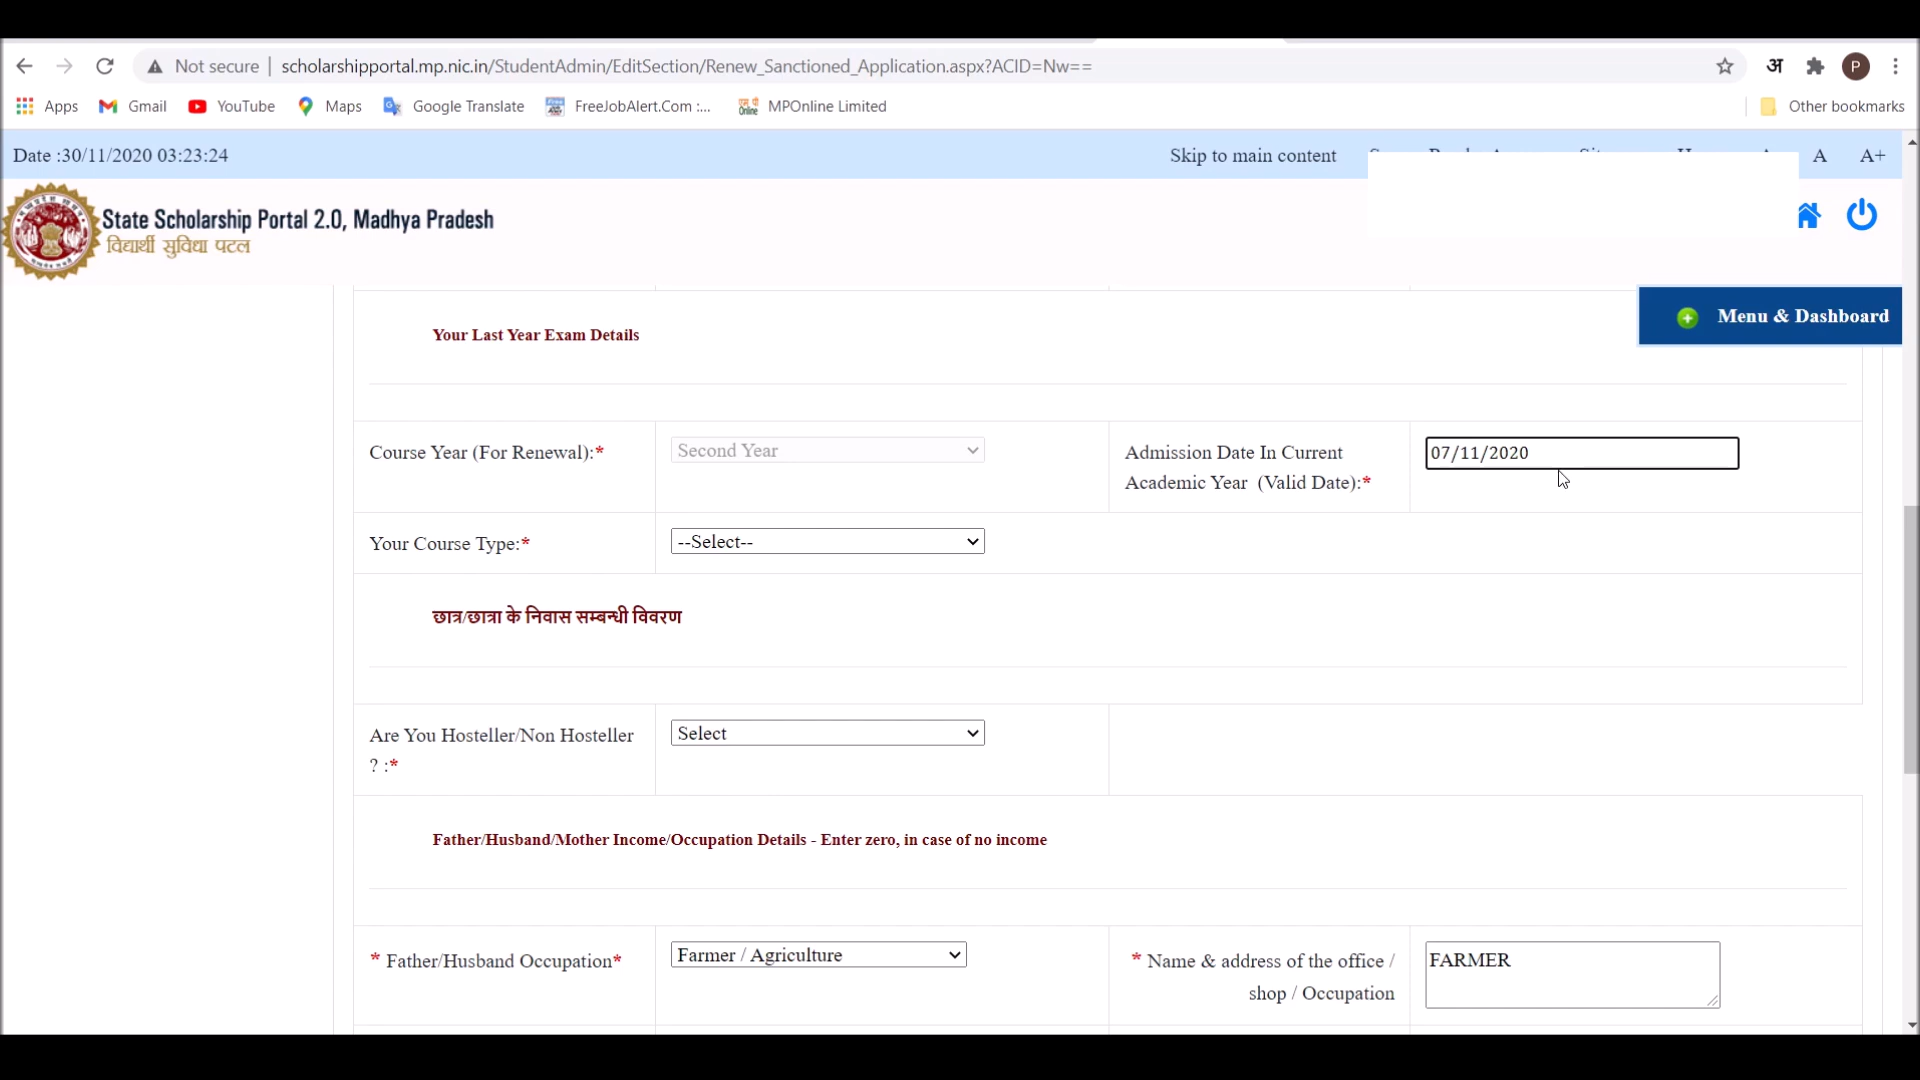 Not secure | scholarshipportal.mp.nic.in/StudentAdmin/EditSection/Renew_Sanctioned_Application.aspx?ACID=Nw==
अ
P
Apps Gmail YouTube Maps Google Translate FreeJobAlert.Com :... MPOnline Limited Other bookmarks
Date :30/11/2020 03:23:24 Skip to main content A A+
State Scholarship Portal 2.0, Madhya Pradesh
विद्यार्थी सुविधा पटल
Menu & Dashboard
Your Last Year Exam Details
Course Year (For Renewal):* Second Year
Admission Date In Current
Academic Year (Valid Date):*
07/11/2020
Your Course Type:* --Select--
छात्र/छात्रा के निवास सम्बन्धी विवरण
Are You Hosteller/Non Hosteller
? :*
Select
Father/Husband/Mother Income/Occupation Details - Enter zero, in case of no income
* Father/Husband Occupation* Farmer / Agriculture
* Name & address of the office /
shop / Occupation
FARMER